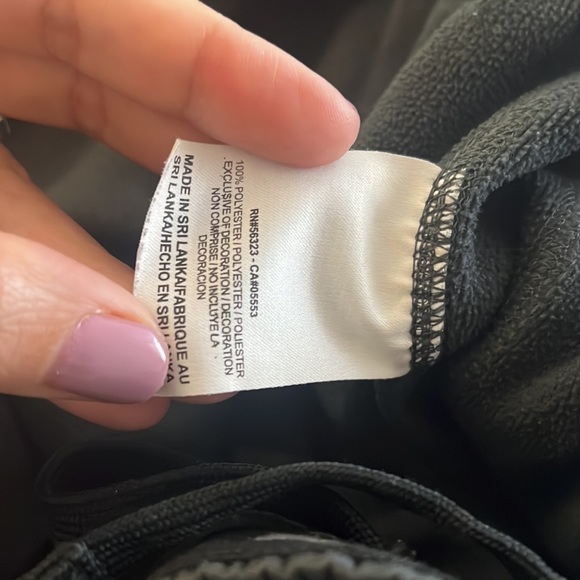 RN#56323 - CA#05553
100% POLYESTER / POLYESTER / POLIESTER
.EXCLUSIVE OF DECORATION / DECORATION
NON COMPRISE / NO INCLUYE LA
DECORACION
MADE IN SRI LANKA/FABRIQUE AU
SRI LANKA/HECHO EN SRI LANKA